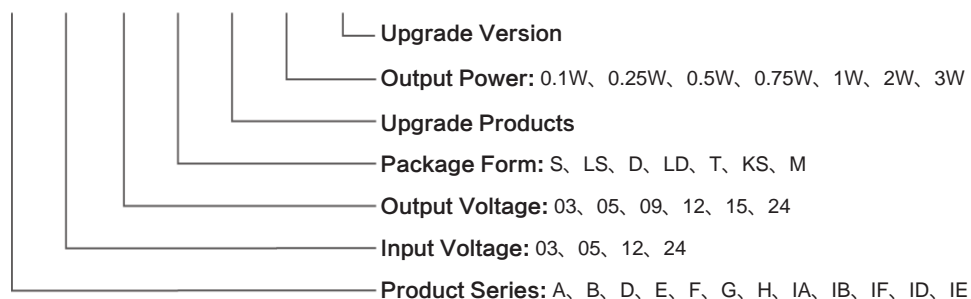 Upgrade Version
Output Power: 0.1W、0.25W、0.5W、0.75W、1W、2W、3W
Upgrade Products
Package Form: S、LS、D、LD、T、KS、M
Output Voltage: 03、05、09、12、15、24
Input Voltage: 03、05、12、24
Product Series: A、B、D、E、F、G、H、IA、IB、IF、ID、IE